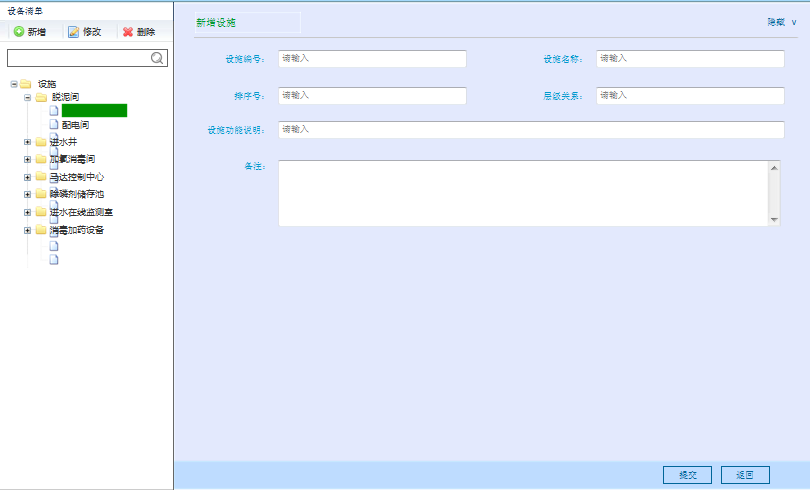 设备清单
新增 修改 删除
设施
脱泥间
配电间
进水井
加氯消毒间
马达控制中心
除磷剂储存池
进水在线监测室
消毒加药设备
新增设施
隐藏 ∨
设施编号： 请输入
设施名称： 请输入
排序号： 请输入
层级关系： 请输入
设施功能说明： 请输入
备注：
提交 返回